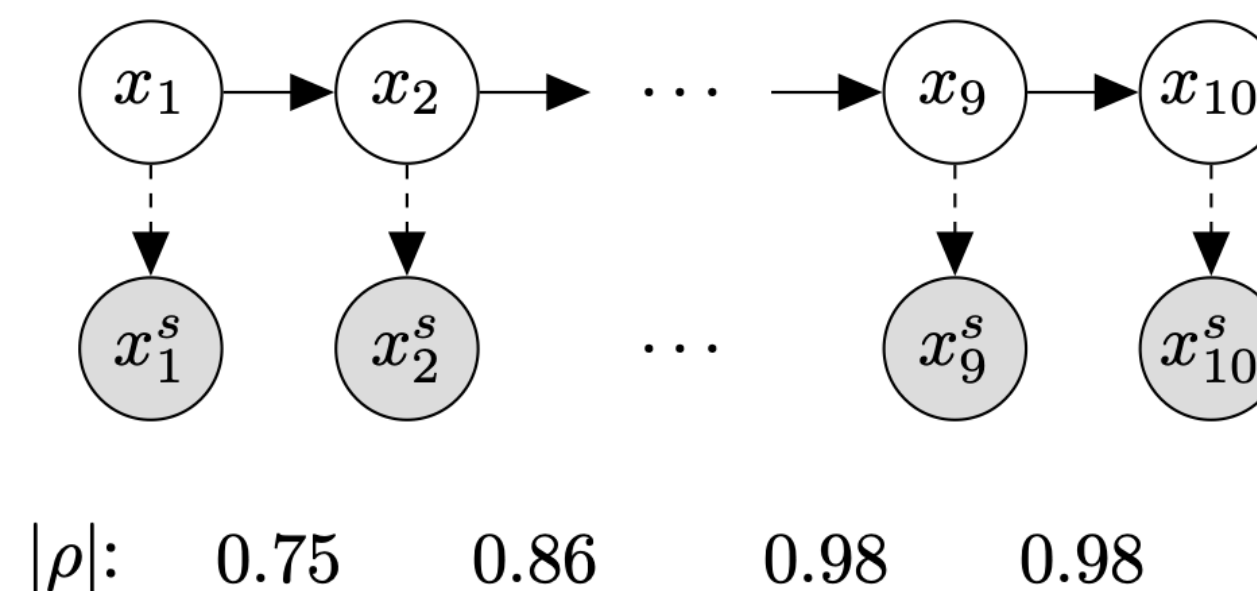 x₁ x₂ ⋯ x₉ x₁₀
x₁ˢ x₂ˢ ⋯ x₉ˢ x₁₀ˢ
|ρ|: 0.75 0.86 0.98 0.98